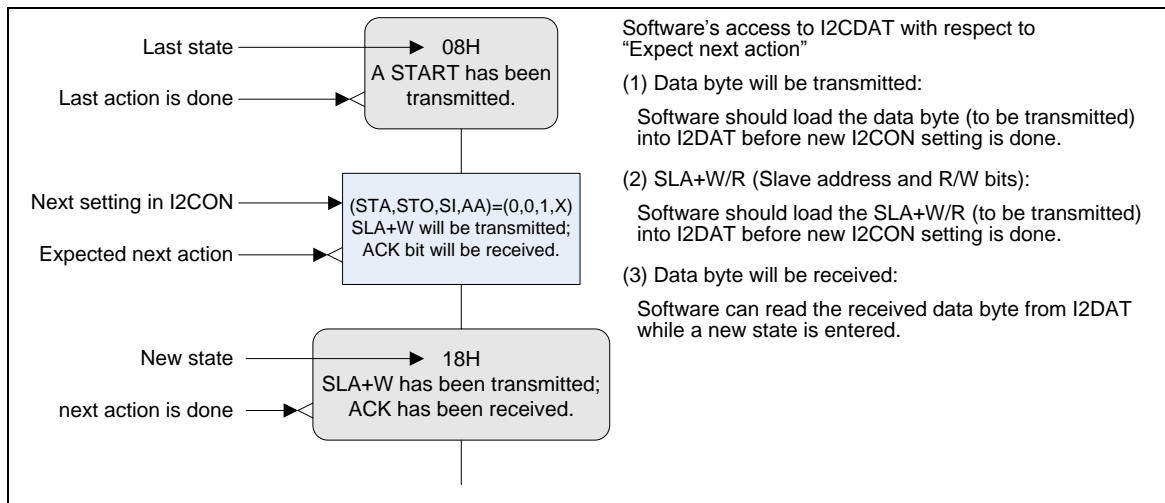 Last state
08H
A START has been
transmitted.
Last action is done
Next setting in I2CON
(STA,STO,SI,AA)=(0,0,1,X)
SLA+W will be transmitted;
ACK bit will be received.
Expected next action
New state
18H
SLA+W has been transmitted;
ACK has been received.
next action is done
Software’s access to I2CDAT with respect to
“Expect next action”
(1) Data byte will be transmitted:
Software should load the data byte (to be transmitted)
into I2DAT before new I2CON setting is done.
(2) SLA+W/R (Slave address and R/W bits):
Software should load the SLA+W/R (to be transmitted)
into I2DAT before new I2CON setting is done.
(3) Data byte will be received:
Software can read the received data byte from I2DAT
while a new state is entered.